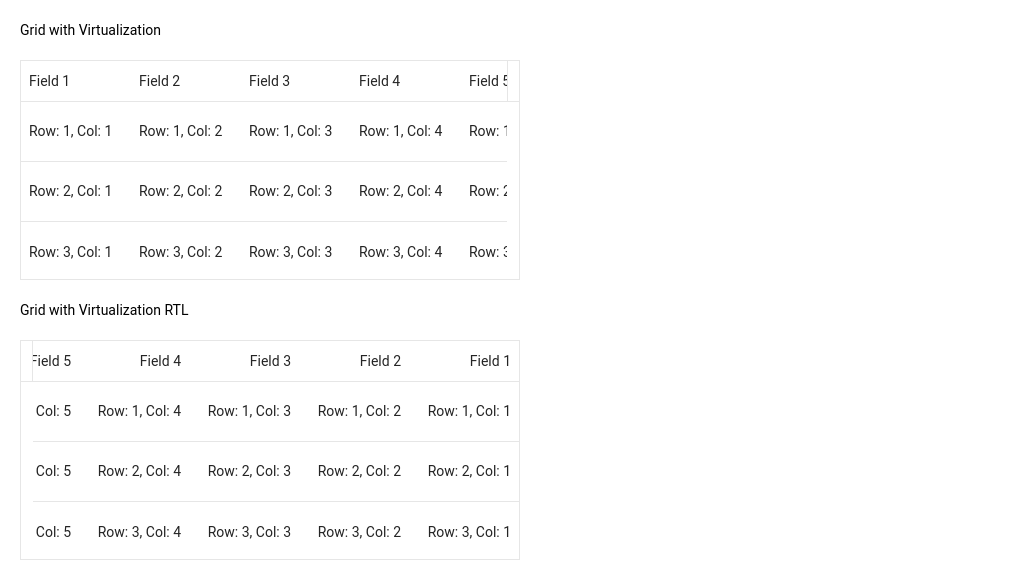 Grid with Virtualization
Field 1 Field 2 Field 3 Field 4 Field 5
Row: 1, Col: 1 Row: 1, Col: 2 Row: 1, Col: 3 Row: 1, Col: 4 Row: 1
Row: 2, Col: 1 Row: 2, Col: 2 Row: 2, Col: 3 Row: 2, Col: 4 Row: 2
Row: 3, Col: 1 Row: 3, Col: 2 Row: 3, Col: 3 Row: 3, Col: 4 Row: 3
Grid with Virtualization RTL
Field 5 Field 4 Field 3 Field 2 Field 1
Col: 5 Row: 1, Col: 4 Row: 1, Col: 3 Row: 1, Col: 2 Row: 1, Col: 1
Col: 5 Row: 2, Col: 4 Row: 2, Col: 3 Row: 2, Col: 2 Row: 2, Col: 1
Col: 5 Row: 3, Col: 4 Row: 3, Col: 3 Row: 3, Col: 2 Row: 3, Col: 1